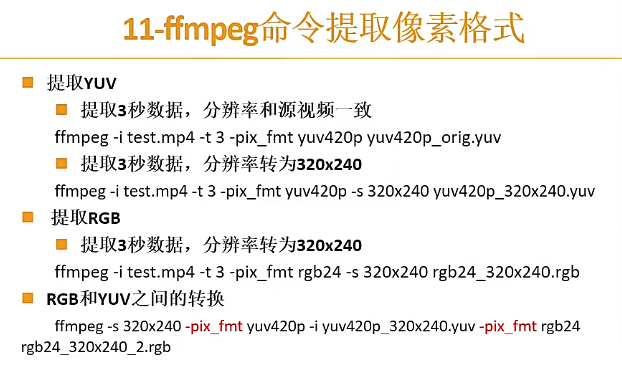 11-ffmpeg命令提取像素格式
提取YUV
提取3秒数据，分辨率和源视频一致
ffmpeg -i test.mp4 -t 3 -pix_fmt yuv420p yuv420p_orig.yuv
提取3秒数据，分辨率转为320x240
ffmpeg -i test.mp4 -t 3 -pix_fmt yuv420p -s 320x240 yuv420p_320x240.yuv
提取RGB
提取3秒数据，分辨率转为320x240
ffmpeg -i test.mp4 -t 3 -pix_fmt rgb24 -s 320x240 rgb24_320x240.rgb
RGB和YUV之间的转换
ffmpeg -s 320x240 -pix_fmt yuv420p -i yuv420p_320x240.yuv -pix_fmt rgb24
rgb24_320x240_2.rgb